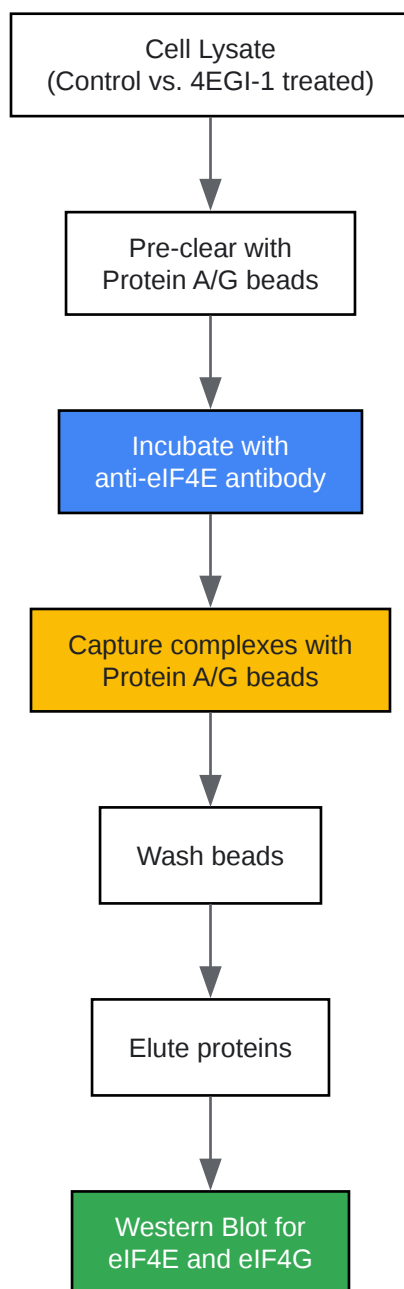 Cell Lysate
(Control vs. 4EGI-1 treated)
Pre-clear with
Protein A/G beads
Incubate with
anti-eIF4E antibody
Capture complexes with
Protein A/G beads
Wash beads
Elute proteins
Western Blot for
eIF4E and eIF4G